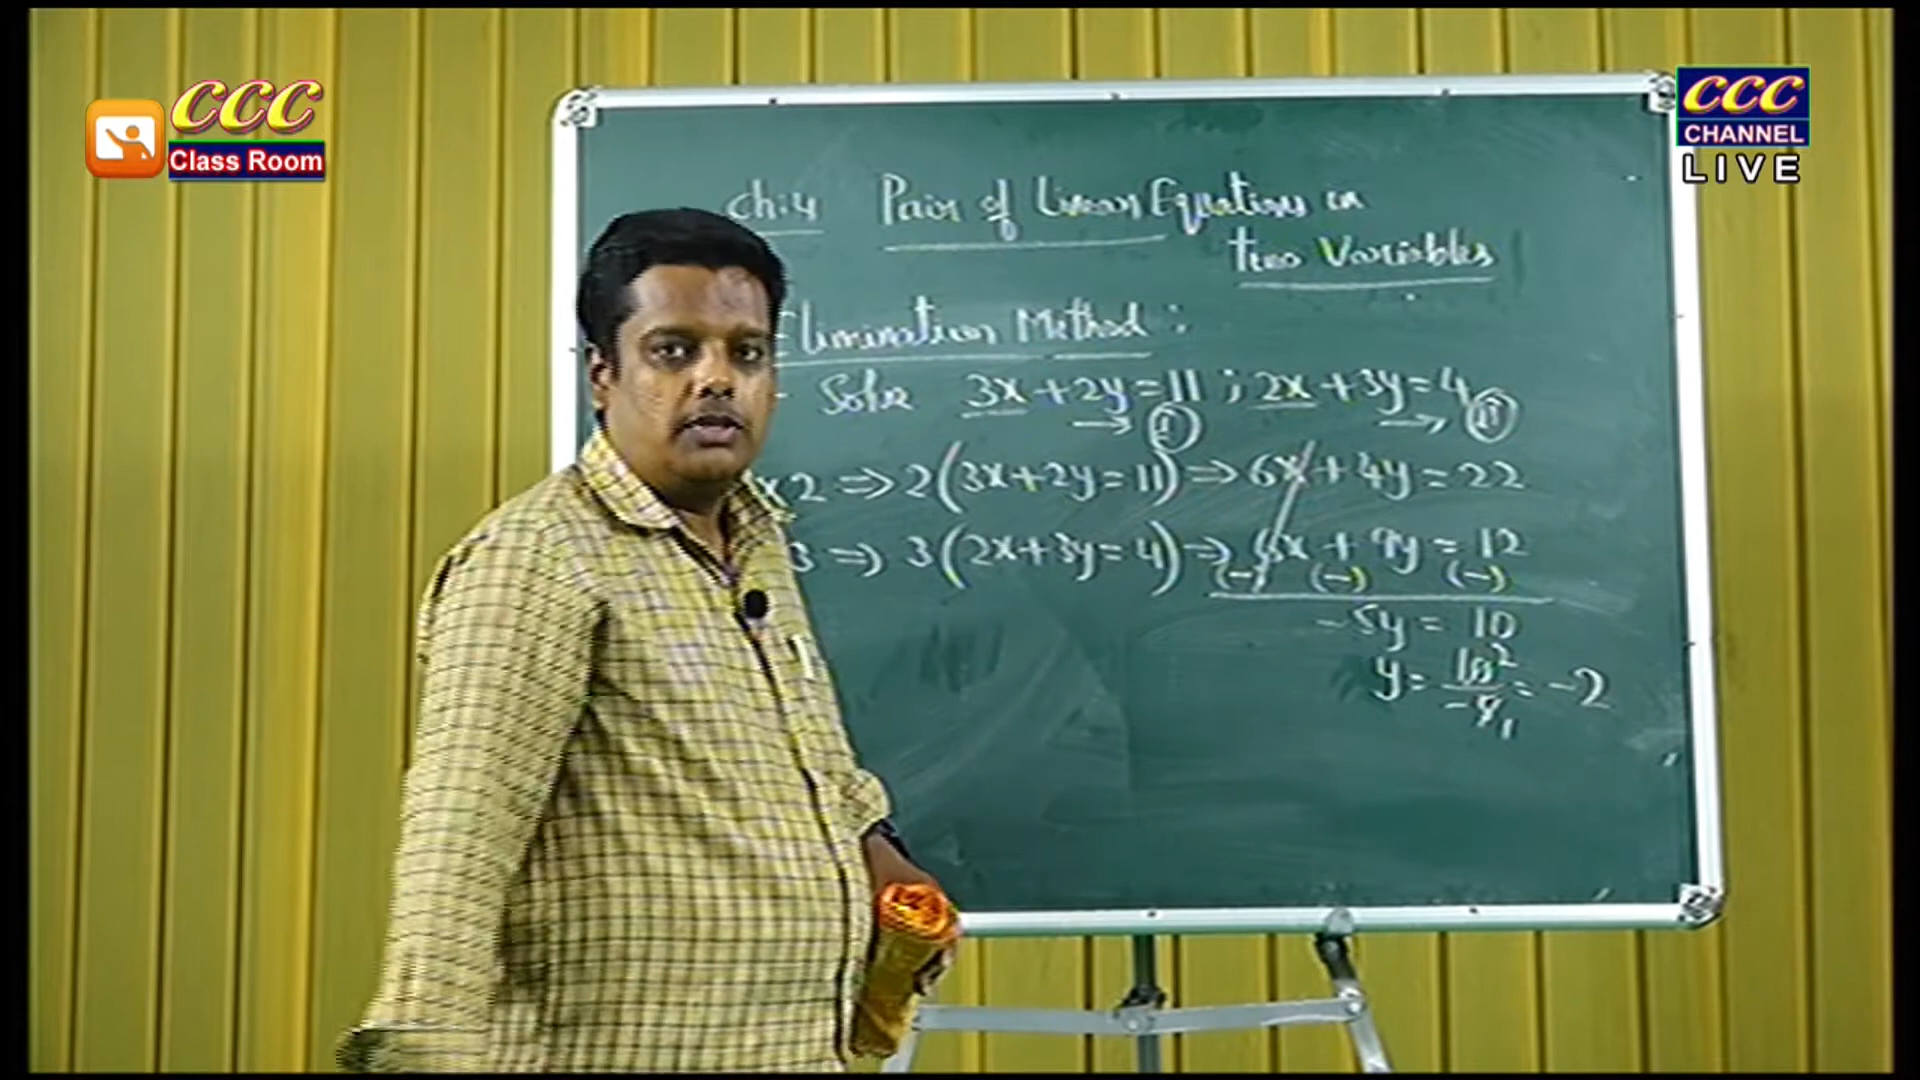 CCC
Class Room
CCC
CHANNEL
LIVE
Ch:4 Pair of Linear Equations in
two Variables
Elimination Method :
- Solve 3x + 2y = 11 ; 2x + 3y = 4
→ I → II
x 2 ⇒ 2(3x + 2y = 11) ⇒ 6x + 4y = 22
3 ⇒ 3(2x + 3y = 4) ⇒ 6x + 9y = 12
(-) (-) (-)
-5y = 10
y = 10/-5 = -2